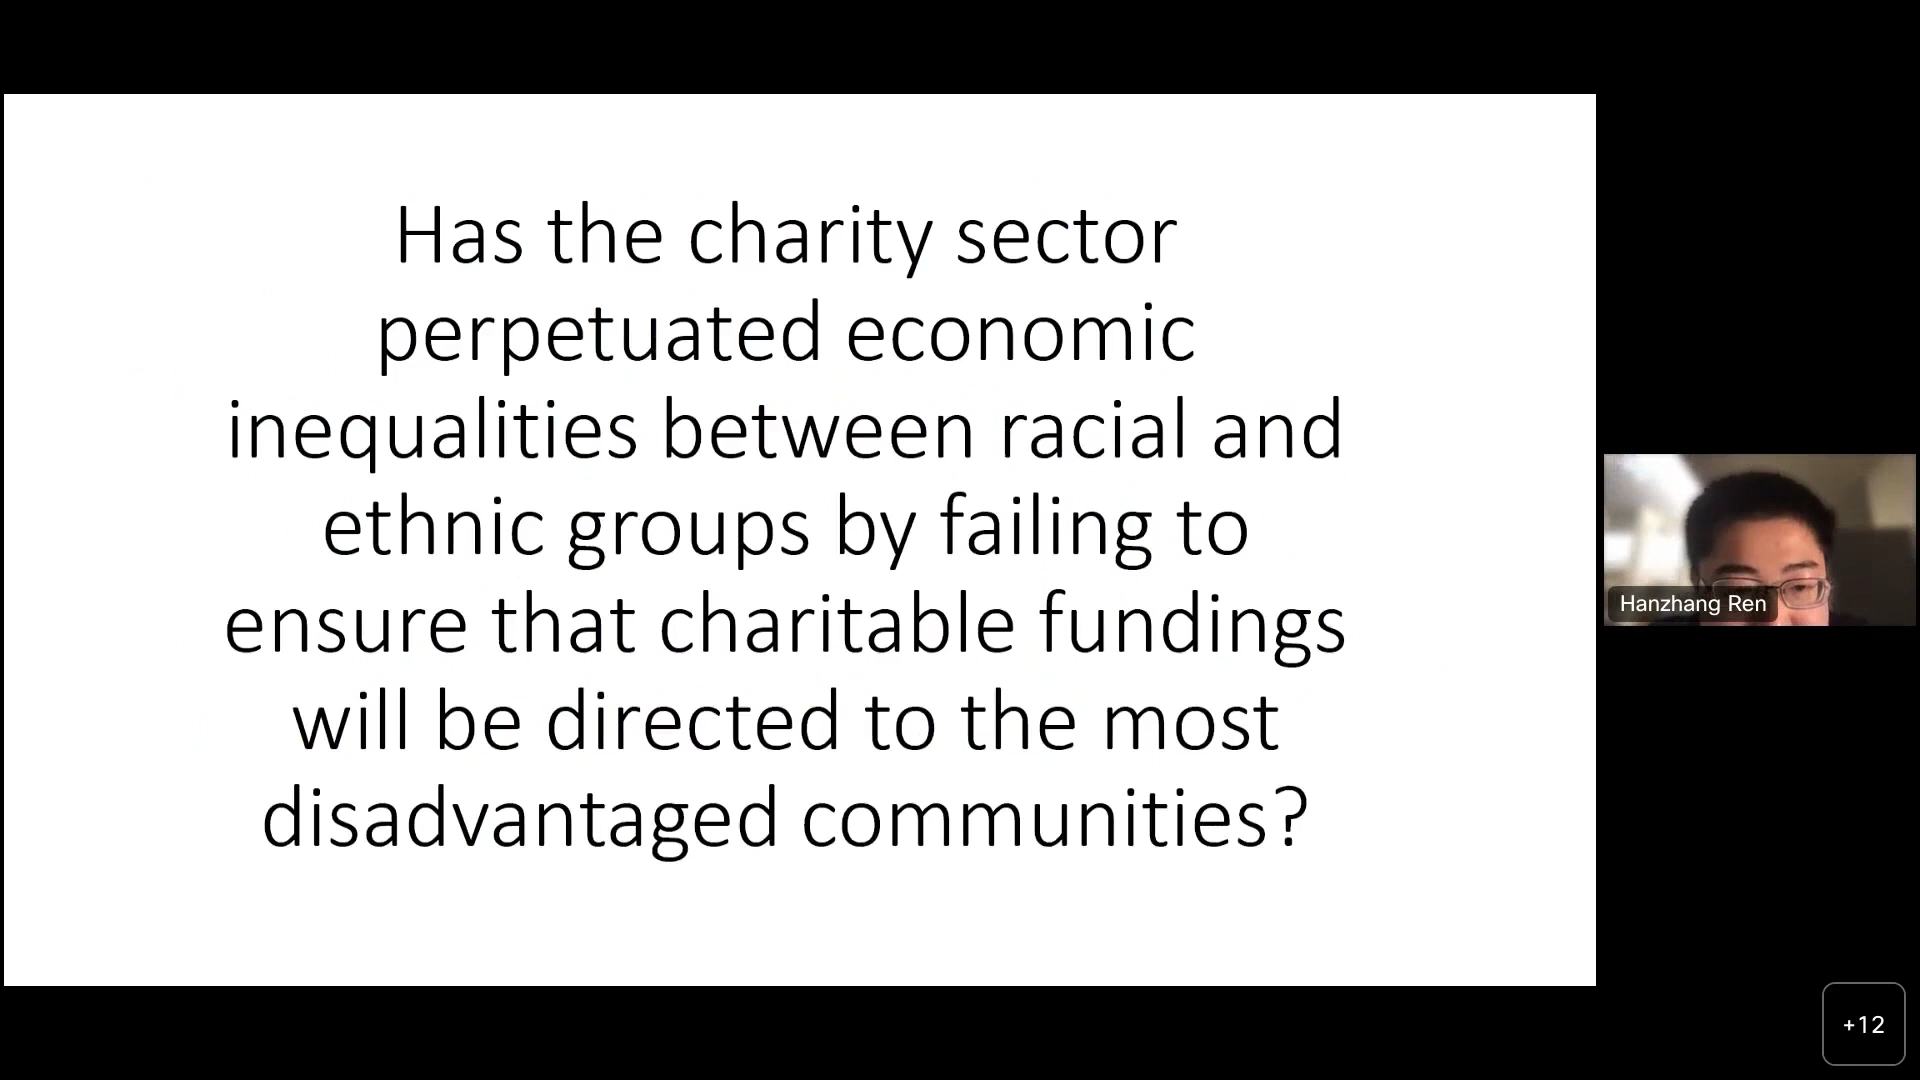 Has the charity sector
perpetuated economic
inequalities between racial and
ethnic groups by failing to
ensure that charitable fundings
will be directed to the most
disadvantaged communities?
Hanzhang Ren
+12